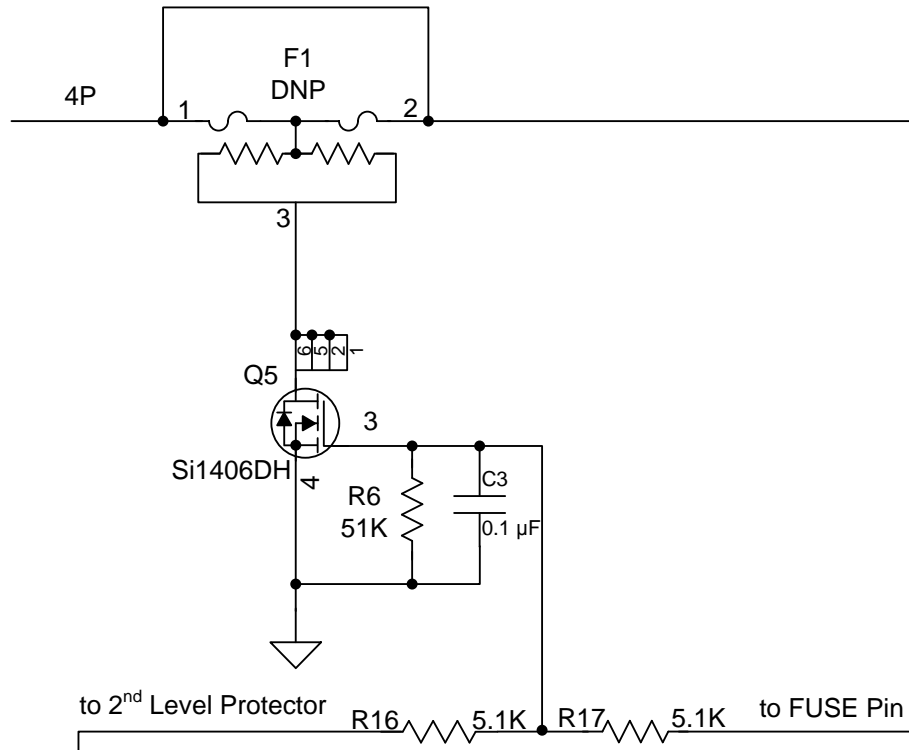 F1
DNP
4P
1
2
3
6
5
2
1
Q5
3
Si1406DH
4
R6
51K
C3
0.1 µF
to 2nd Level Protector
R16
5.1K
R17
5.1K
to FUSE Pin